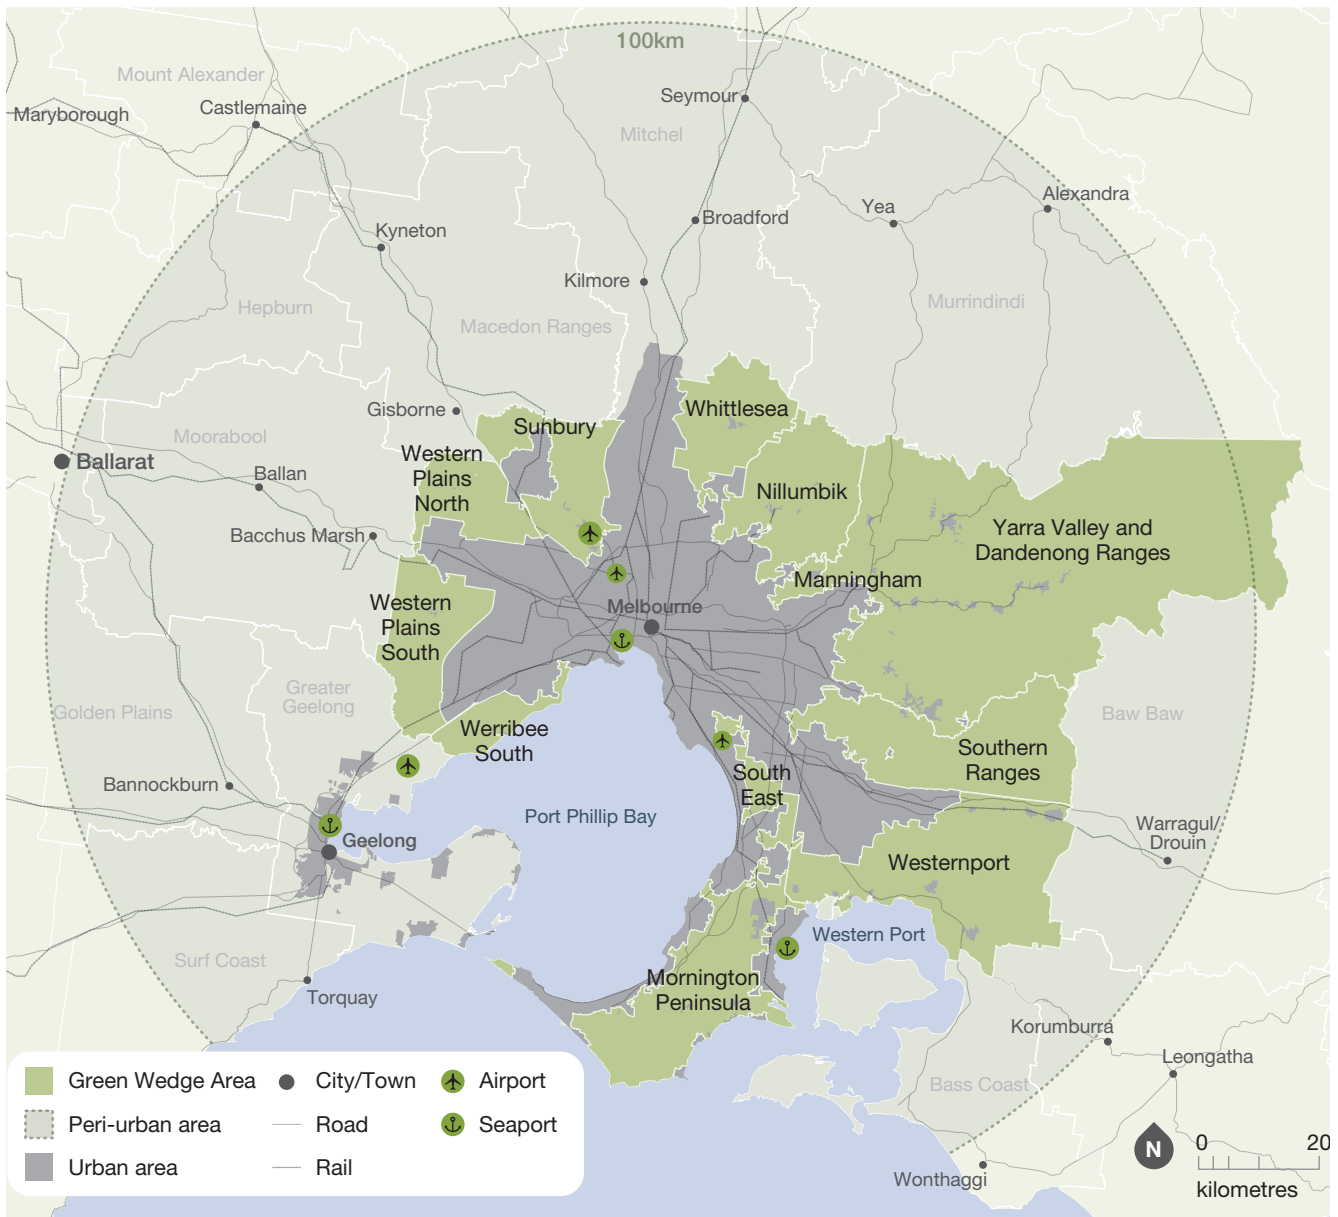 100km
Mount Alexander
Castlemaine
Maryborough
Seymour
Mitchel
Alexandra
Yea
Broadford
Kyneton
Kilmore
Hepburn
Macedon Ranges
Murrindindi
Gisborne
Whittlesea
Sunbury
Moorabool
Ballarat
Western
Plains
North
Ballan
Nillumbik
Bacchus Marsh
Yarra Valley and
Dandenong Ranges
Manningham
Western
Plains
South
Melbourne
Greater
Geelong
Golden Plains
Baw Baw
Werribee
South
Southern
Ranges
South
East
Bannockburn
Port Phillip Bay
Geelong
Warragul/
Drouin
Westernport
Western Port
Surf Coast
Mornington
Peninsula
Torquay
Korumburra
Leongatha
Bass Coast
Wonthaggi
Green Wedge Area
City/Town
Airport
Peri-urban area
Road
Seaport
Urban area
Rail
N
0
20
kilometres